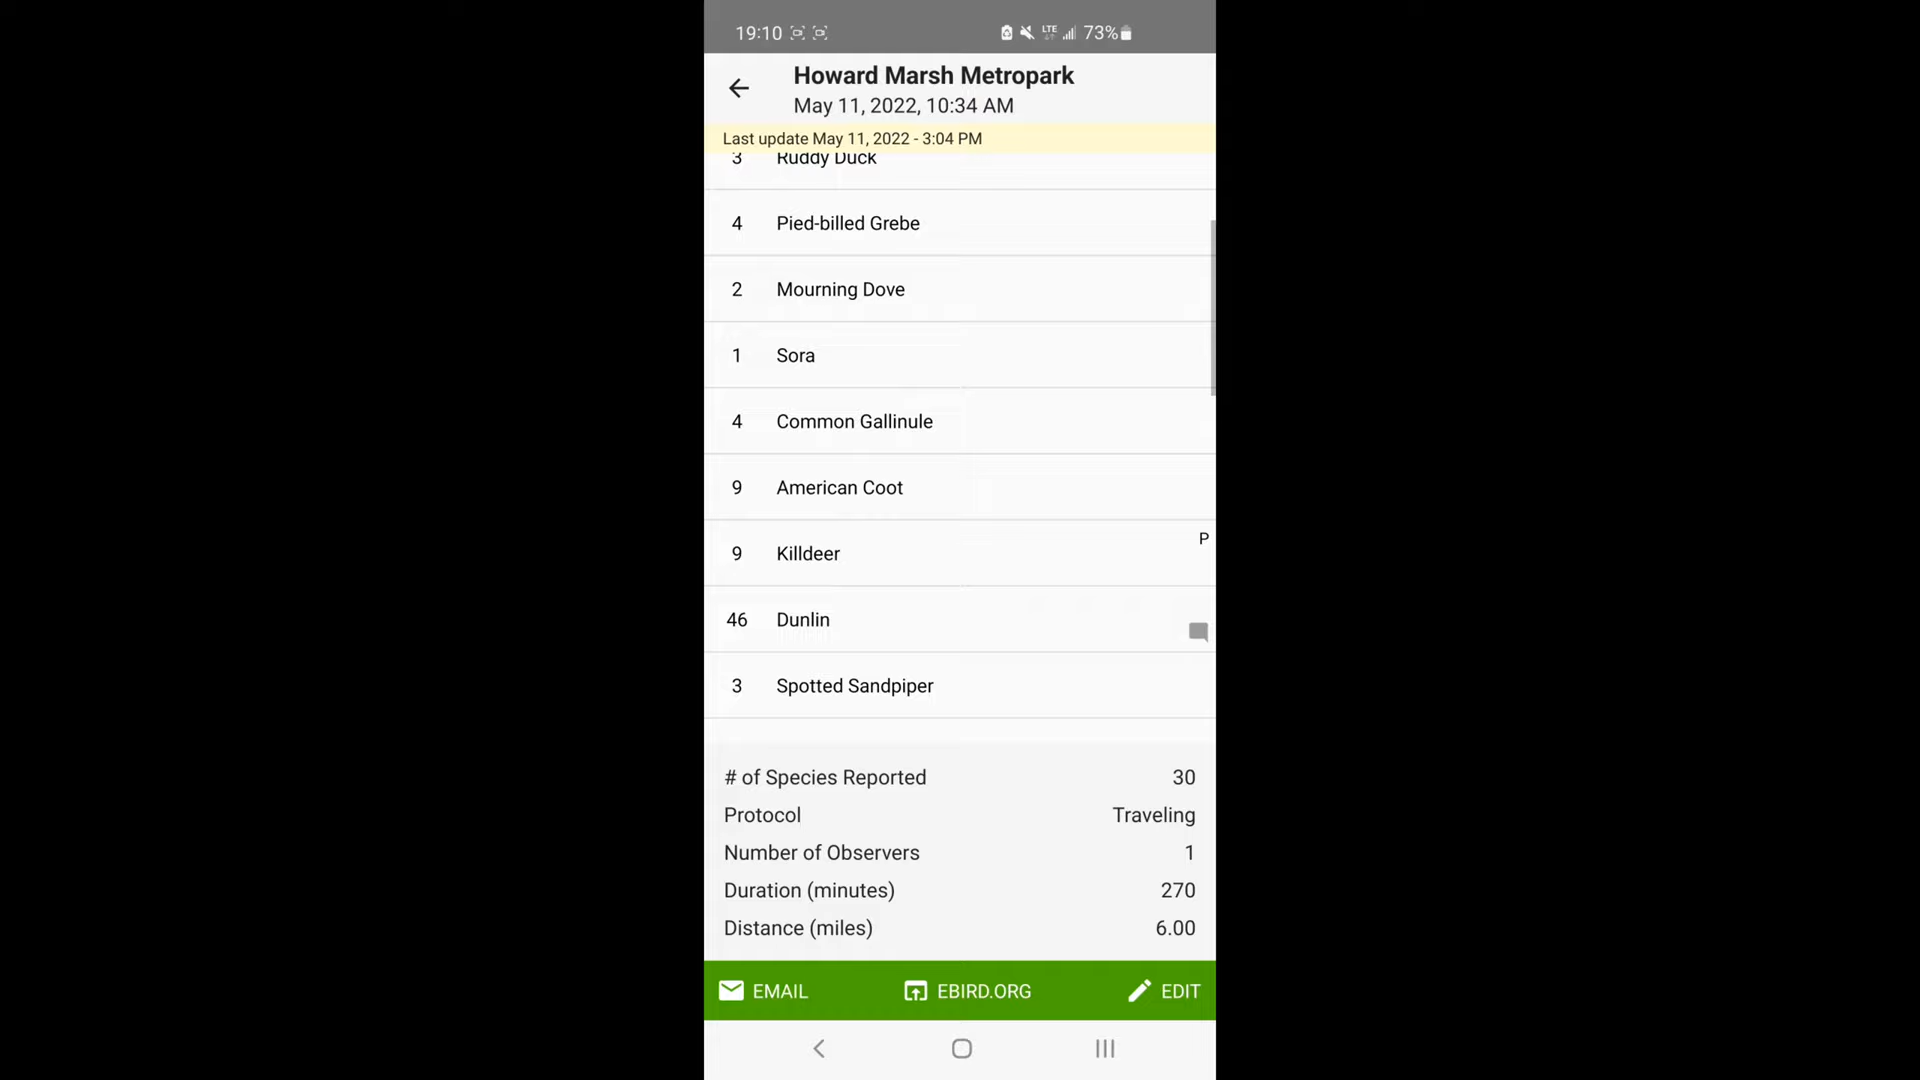 19:10 LTE 73%
Howard Marsh Metropark
May 11, 2022, 10:34 AM
Last update May 11, 2022 - 3:04 PM
3 Ruddy Duck
4 Pied-billed Grebe
2 Mourning Dove
1 Sora
4 Common Gallinule
9 American Coot
P
9 Killdeer
46 Dunlin
3 Spotted Sandpiper
# of Species Reported 30
Protocol Traveling
Number of Observers 1
Duration (minutes) 270
Distance (miles) 6.00
EMAIL EBIRD.ORG EDIT